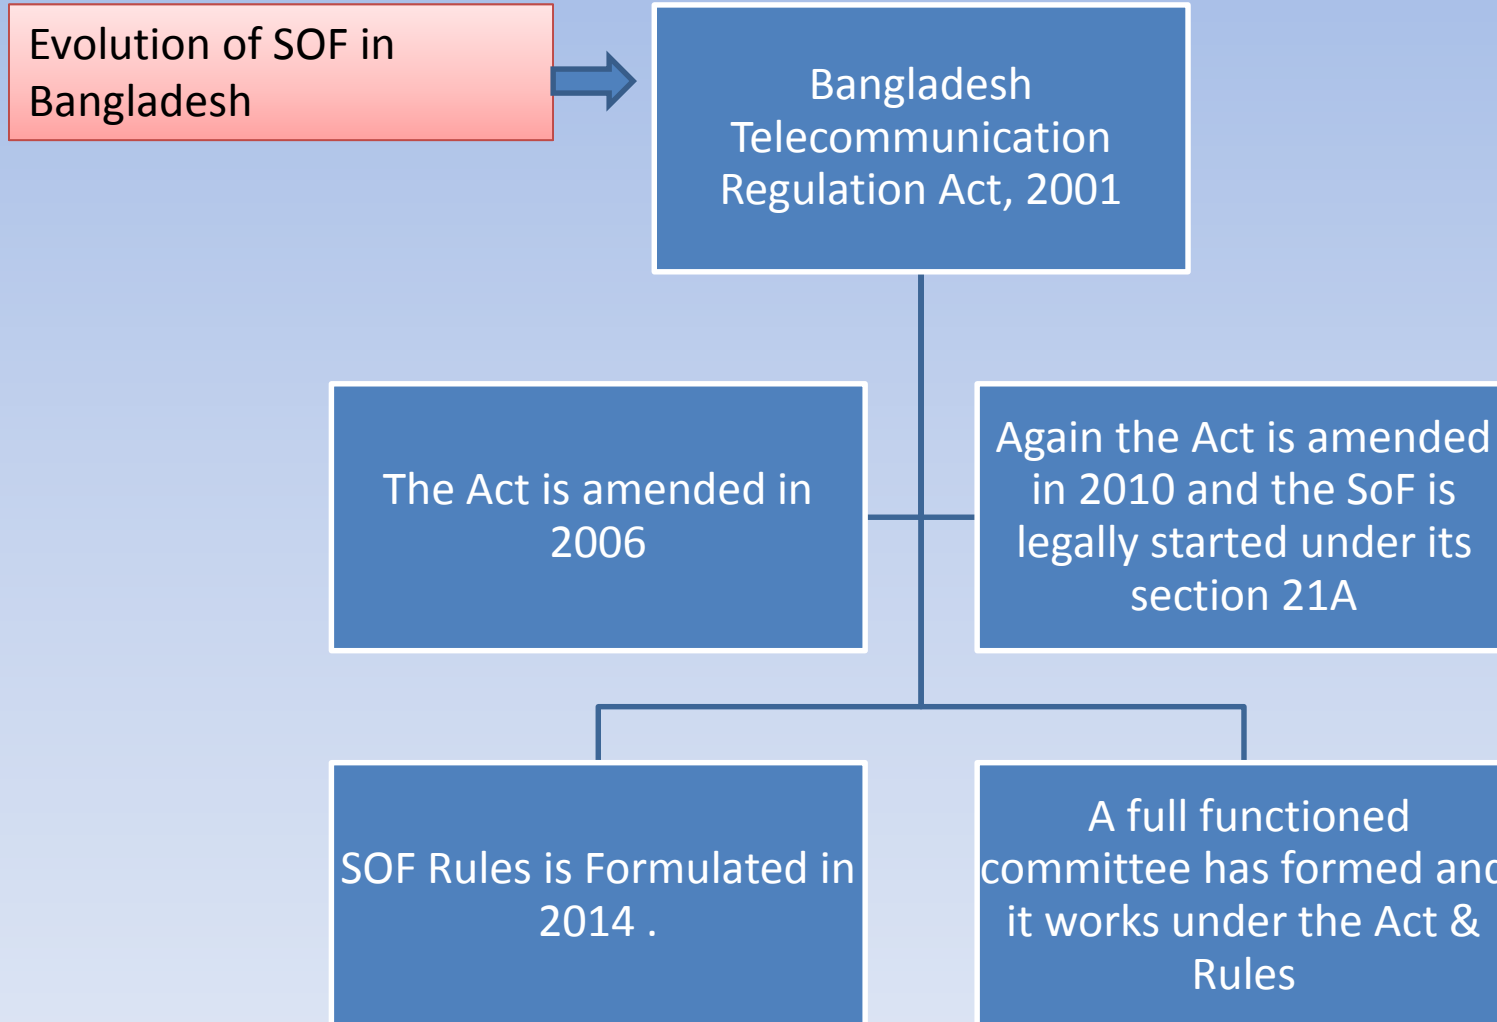 Evolution of SOF in
Bangladesh
Bangladesh
Telecommunication
Regulation Act, 2001
The Act is amended in
2006
Again the Act is amended
in 2010 and the SoF is
legally started under its
section 21A
SOF Rules is Formulated in
2014 .
A full functioned
committee has formed and
it works under the Act &
Rules